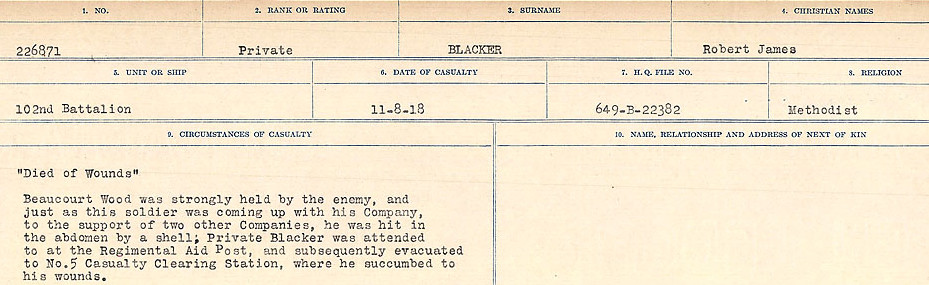 1. NO. 2. RANK OR RATING 3. SURNAME 4. CHRISTIAN NAMES
226871 Private BLACKER Robert James
5. UNIT OR SHIP 6. DATE OF CASUALTY 7. H. Q. FILE NO. 8. RELIGION
102nd Battalion 11-8-18 649-B-22382 Methodist
9. CIRCUMSTANCES OF CASUALTY 10. NAME, RELATIONSHIP AND ADDRESS OF NEXT OF KIN
"Died of Wounds"
Beaucourt Wood was strongly held by the enemy, and
just as this soldier was coming up with his Company,
to the support of two other Companies, he was hit in
the abdomen by a shell; Private Blacker was attended
to at the Regimental Aid Post, and subsequently evacuated
to No.5 Casualty Clearing Station, where he succumbed to
his wounds.